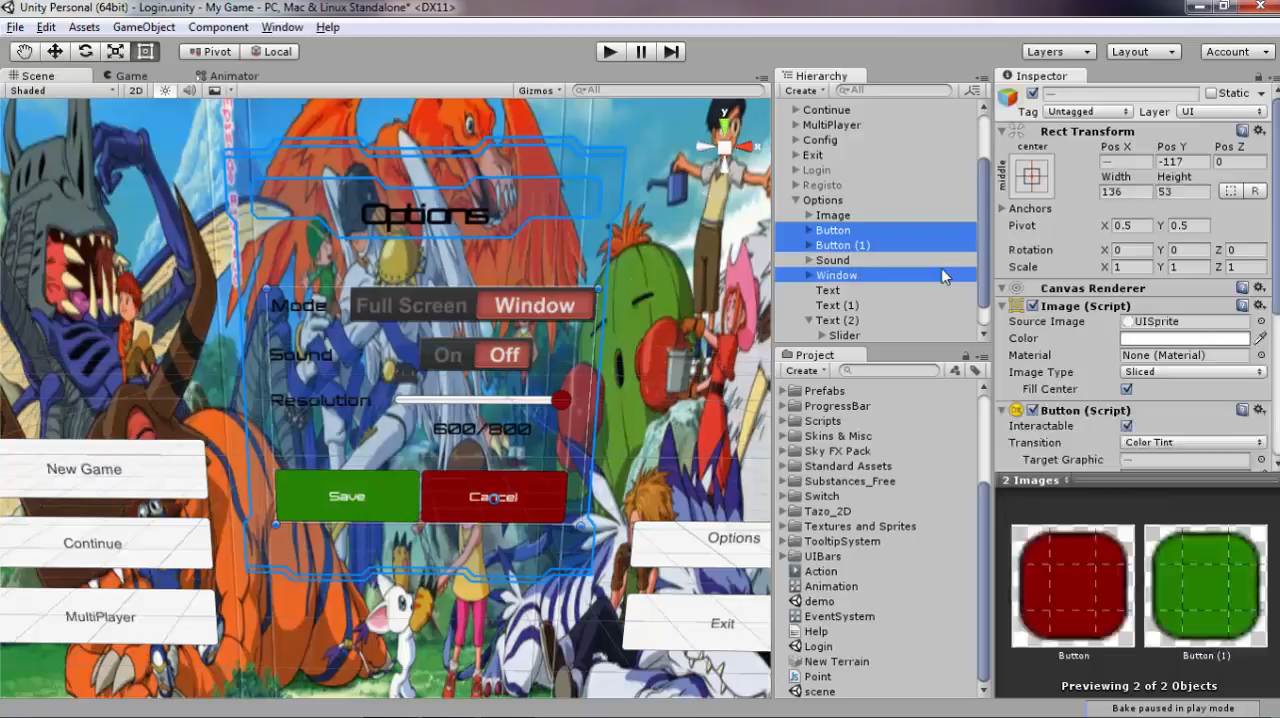 Unity Personal (64bit) - Login.unity - My Game - PC, Mac & Linux Standalone* <DX11>
File Edit Assets GameObject Component Window Help
Pivot Local Layers Layout Account
Scene Game Animator
Shaded 2D Gizmos All
Options
Mode Full Screen Window
Sound On Off
Resolution
600/800
Save Cancel
New Game
Continue
MultiPlayer
Options
Exit
y
x
Hierarchy
Create All
Continue
MultiPlayer
Config
Exit
Login
Registo
Options
Image
Button
Button (1)
Sound
Window
Text
Text (1)
Text (2)
Slider
Project
Create
Prefabs
ProgressBar
Scripts
Skins & Misc
Sky FX Pack
Standard Assets
Substances_Free
Switch
Tazo_2D
Textures and Sprites
TooltipSystem
UIBars
Action
Animation
demo
EventSystem
Help
Login
New Terrain
Point
scene
Inspector
— Static
Tag Untagged Layer UI
Rect Transform
center Pos X Pos Y Pos Z
middle — -117 0
Width Height
136 53 R
Anchors
Pivot X 0.5 Y 0.5
Rotation X 0 Y 0 Z 0
Scale X 1 Y 1 Z 1
Canvas Renderer
Image (Script)
Source Image UISprite
Color
Material None (Material)
Image Type Sliced
Fill Center
Button (Script)
Interactable
Transition Color Tint
Target Graphic —
2 Images
Button Button (1)
Previewing 2 of 2 Objects
Bake paused in play mode